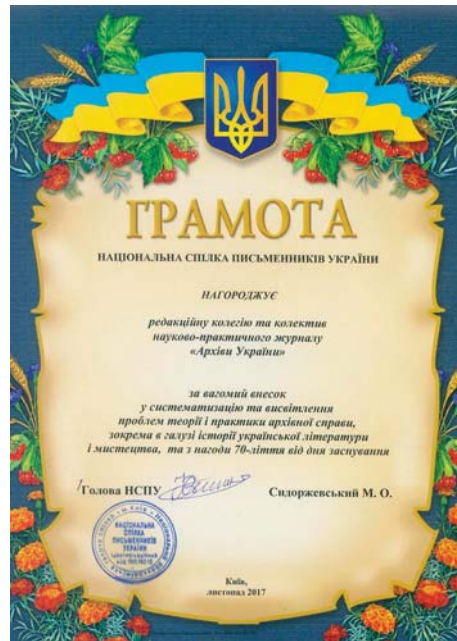 ГРАМОТА
НАЦІОНАЛЬНА СПІЛКА ПИСЬМЕННИКІВ УКРАЇНИ
НАГОРОДЖУЄ
редакційну колегію та колектив
науково-практичного журналу
«Архіви України»
за вагомий внесок
у систематизацію та висвітлення
проблем теорії і практики архівної справи,
зокрема в галузі історії української літератури
і мистецтва, та з нагоди 70-ліття від дня заснування
Голова НСПУ
Сидоржевський М. О.
НАЦІОНАЛЬНА
СПІЛКА
ПИСЬМЕННИКІВ
УКРАЇНИ
Київ,
листопад 2017